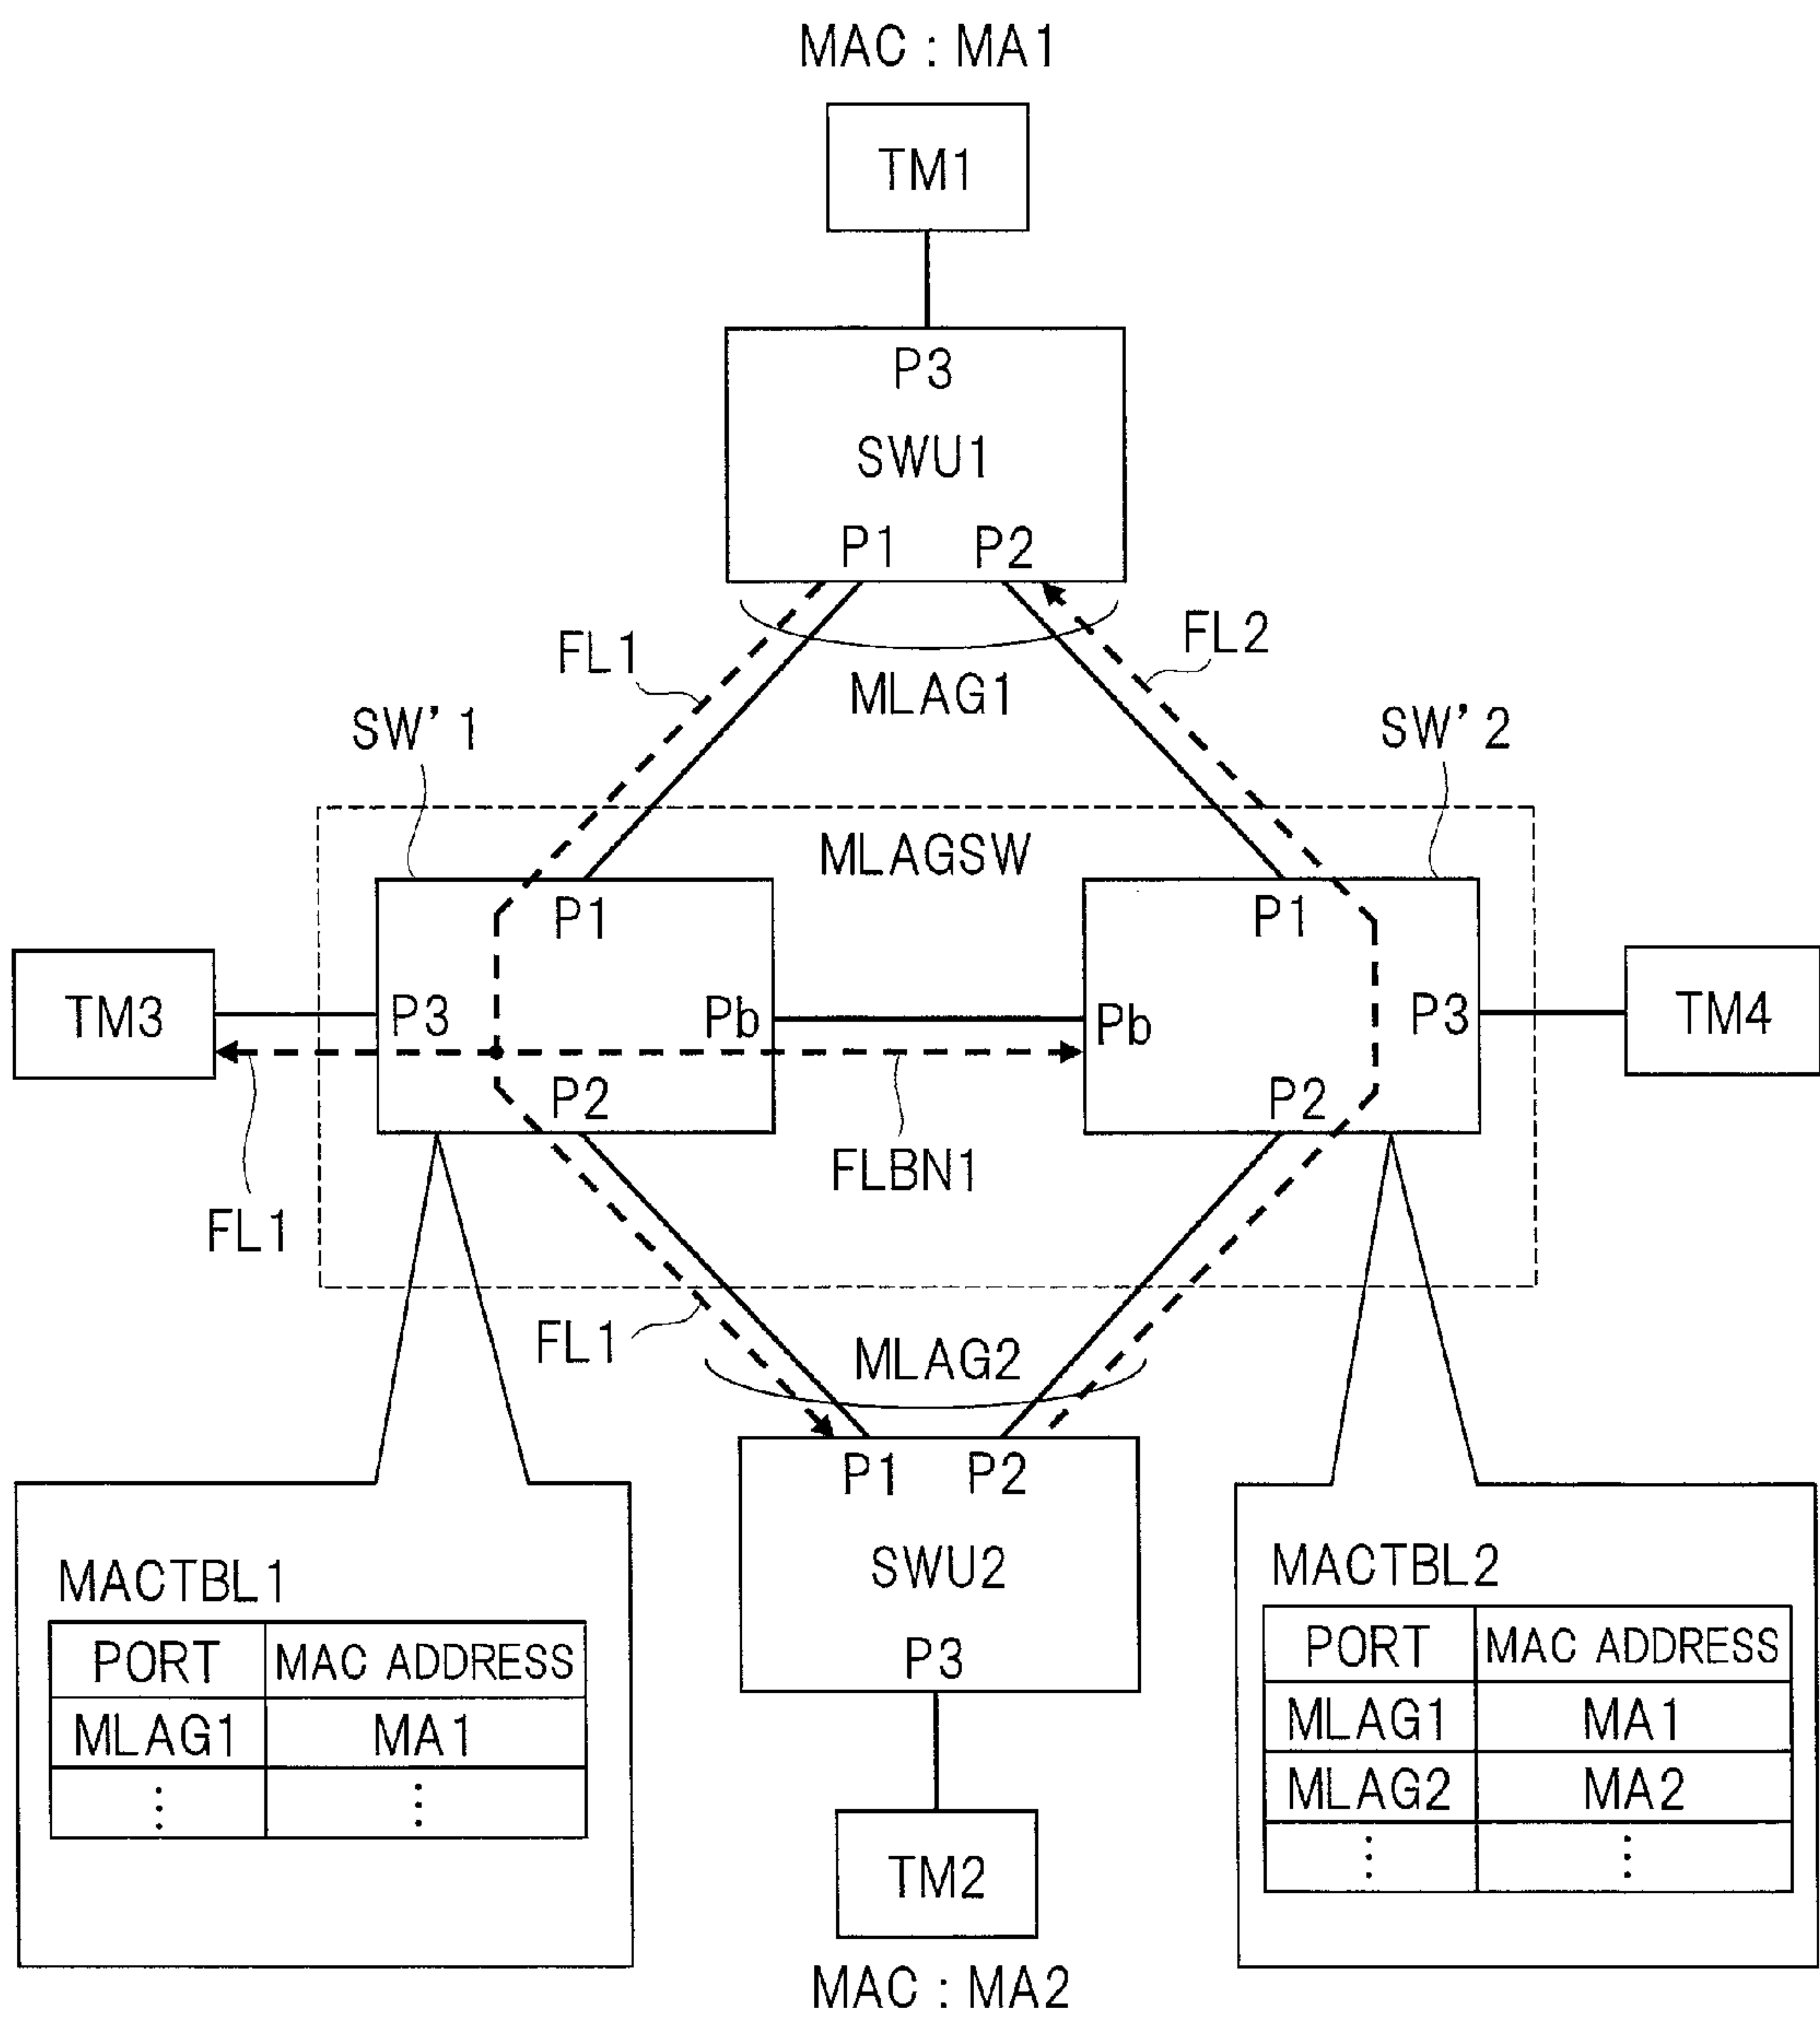 MAC : MA1
TM1
P3
SWU1
P1 P2
FL1
FL2
MLAG1
SW'1
SW'2
MLAGSW
P1
P1
TM3
P3
Pb
Pb
P3
TM4
P2
P2
FLBN1
FL1
FL1
MLAG2
P1 P2
SWU2
P3
MACTBL1
PORT MAC ADDRESS
MLAG1 MA1
⋮ ⋮
MACTBL2
PORT MAC ADDRESS
MLAG1 MA1
MLAG2 MA2
⋮ ⋮
TM2
MAC : MA2